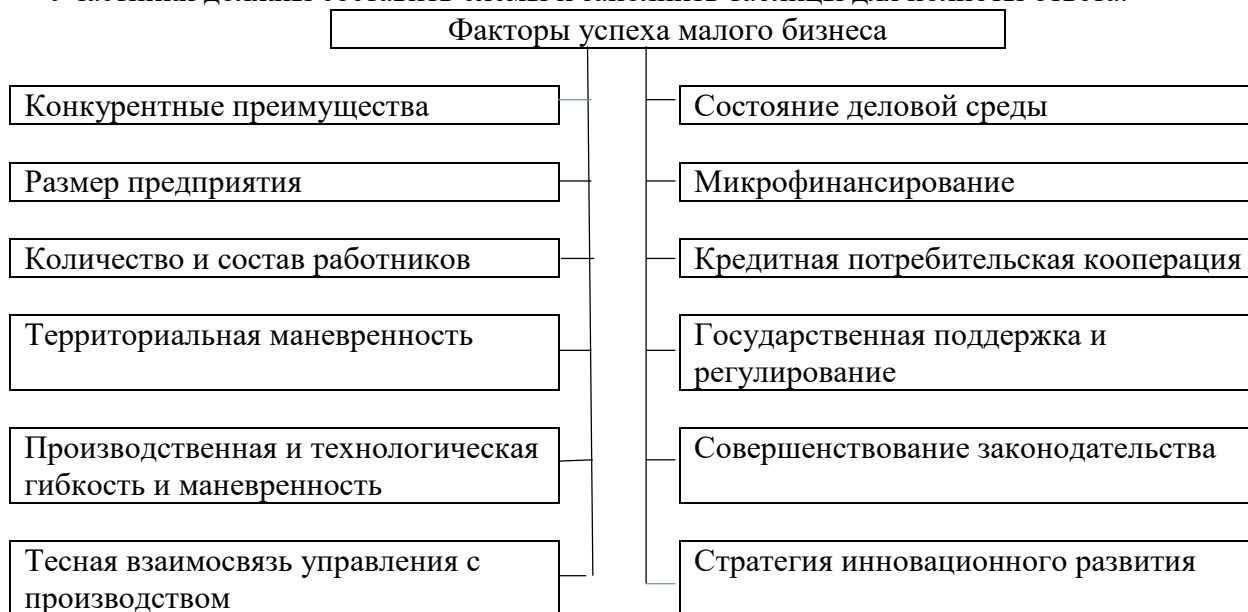 Факторы успеха малого бизнеса
Конкурентные преимущества
Размер предприятия
Количество и состав работников
Территориальная маневренность
Производственная и технологическая
гибкость и маневренность
Тесная взаимосвязь управления с
производством
Состояние деловой среды
Микрофинансирование
Кредитная потребительская кооперация
Государственная поддержка и
регулирование
Совершенствование законодательства
Стратегия инновационного развития